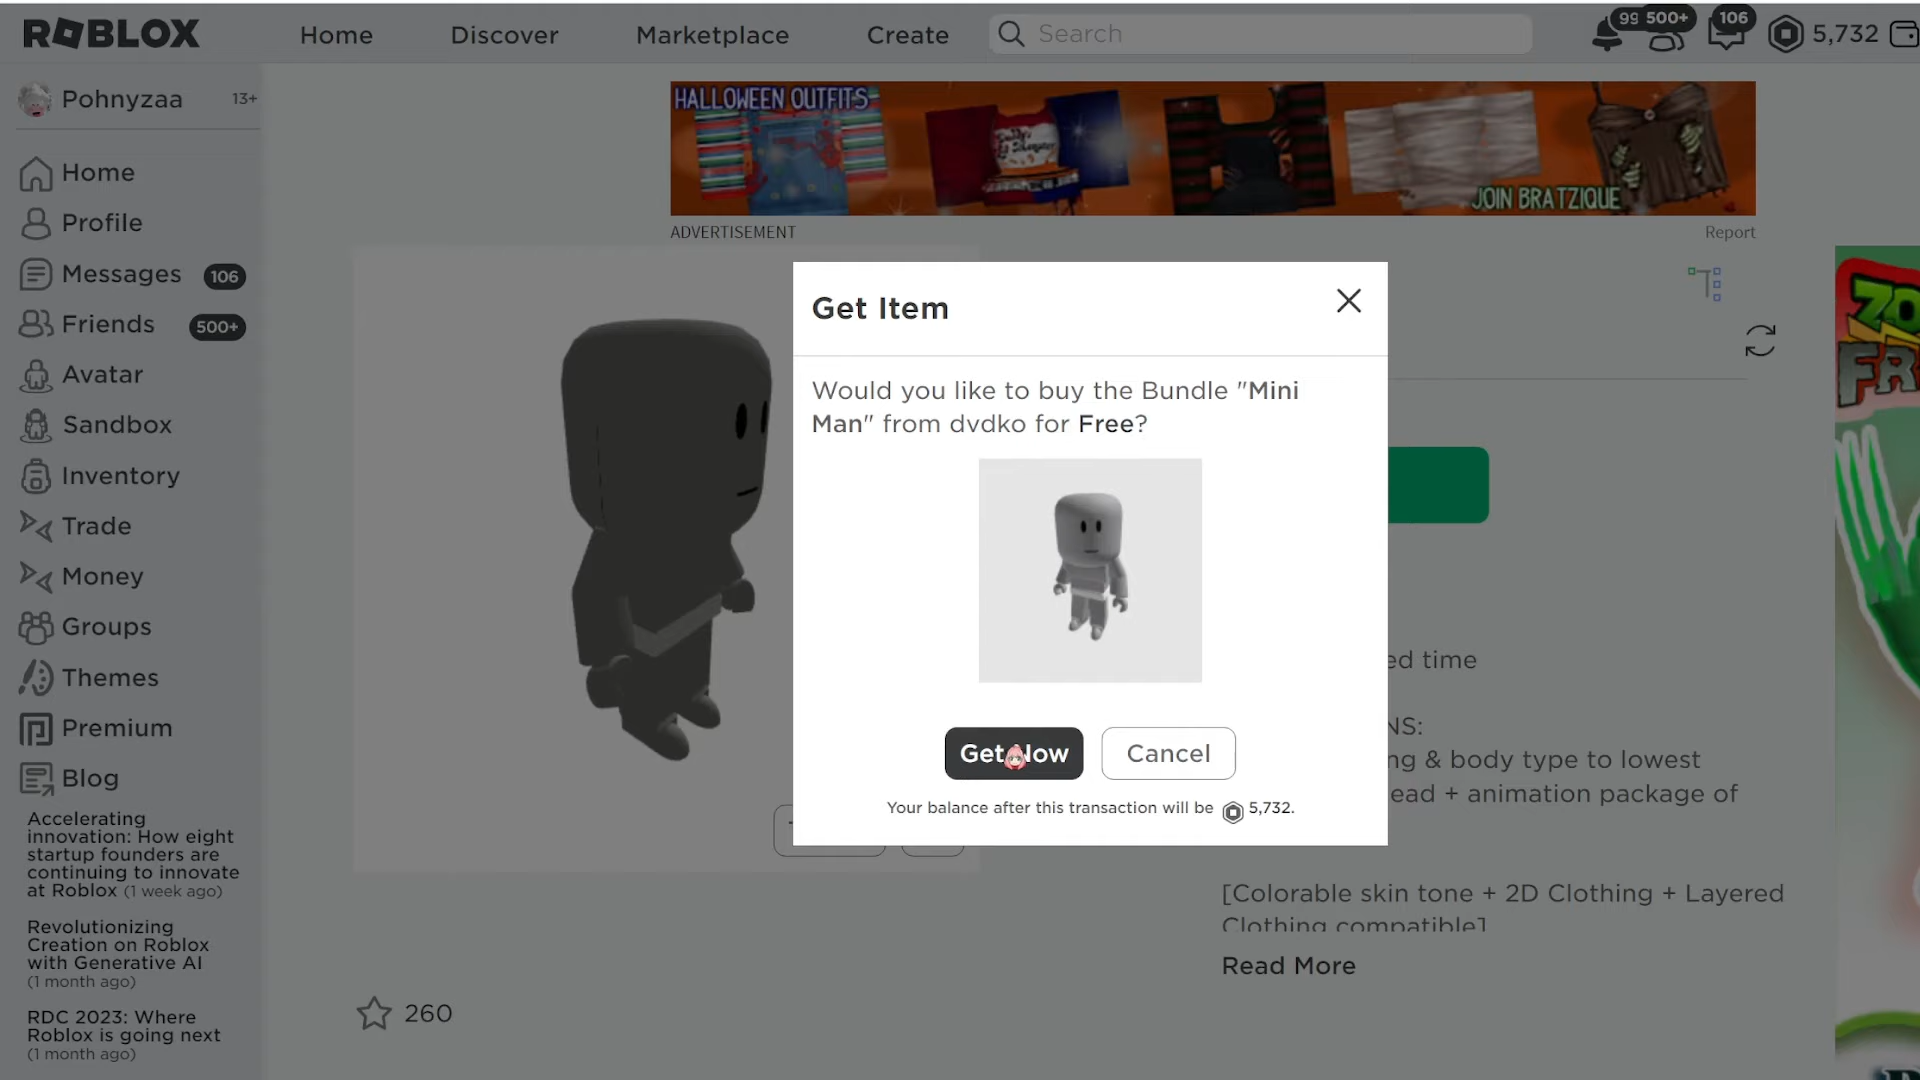 ROBLOX
Home
Discover
Marketplace
Create
Search
99
500+
106
5,732
Pohnyzaa
13+
Home
Profile
Messages
106
Friends
500+
Avatar
Sandbox
Inventory
Trade
Money
Groups
Themes
Premium
Blog
Accelerating
innovation: How eight
startup founders are
continuing to innovate
at Roblox (1 week ago)
Revolutionizing
Creation on Roblox
with Generative AI
(1 month ago)
RDC 2023: Where
Roblox is going next
(1 month ago)
HALLOWEEN OUTFITS
JOIN BRATZIQUE
ADVERTISEMENT
Report
Get Item
Would you like to buy the Bundle "Mini
Man" from dvdko for Free?
Get Now
Cancel
Your balance after this transaction will be 5,732.
ed time
NS:
ng & body type to lowest
ead + animation package of
[Colorable skin tone + 2D Clothing + Layered
Clothing compatible]
Read More
260
ZO
FR